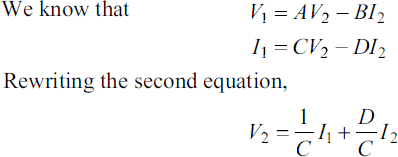 We know that V₁ = AV₂ – BI₂
I₁ = CV₂ – DI₂
Rewriting the second equation,
V₂ = 1/C I₁ + D/C I₂